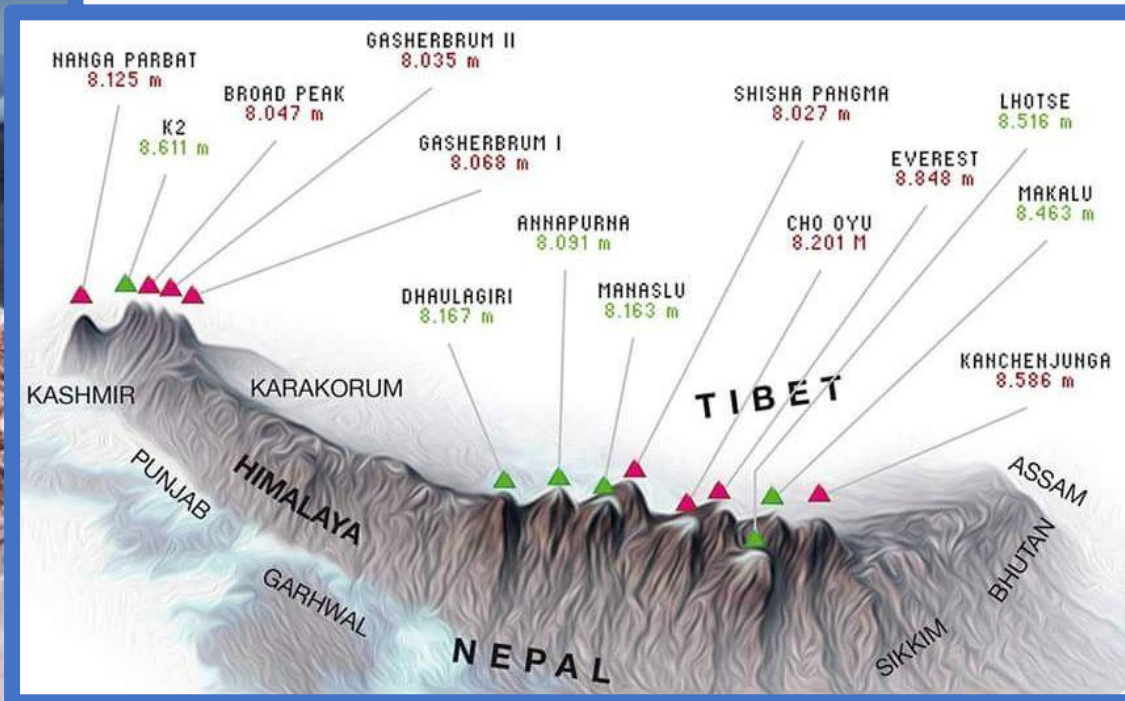 NANGA PARBAT
8.125 m
K2
8.611 m
BROAD PEAK
8.047 m
GASHERBRUM II
8.035 m
GASHERBRUM I
8.068 m
DHAULAGIRI
8.167 m
ANNAPURNA
8.091 m
MANASLU
8.163 m
SHISHA PANGMA
8.027 m
CHO OYU
8.201 M
EVEREST
8.848 m
LHOTSE
8.516 m
MAKALU
8.463 m
KANCHENJUNGA
8.586 m
KASHMIR
KARAKORUM
TIBET
PUNJAB
HIMALAYA
GARHWAL
NEPAL
ASSAM
BHUTAN
SIKKIM